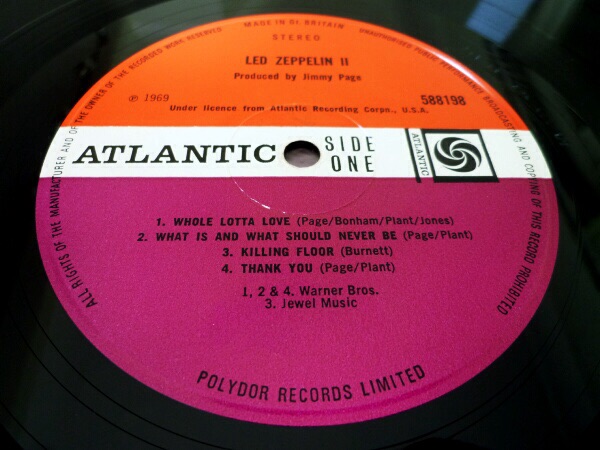 MADE IN Gt. BRITAIN
STEREO
LED ZEPPELIN II
Produced by Jimmy Page
℗ 1969
588198
Under licence from Atlantic Recording Corpn., U.S.A.
ATLANTIC
SIDE
ONE
ATLANTIC
1. WHOLE LOTTA LOVE (Page/Bonham/Plant/Jones)
2. WHAT IS AND WHAT SHOULD NEVER BE (Page/Plant)
3. KILLING FLOOR (Burnett)
4. THANK YOU (Page/Plant)
1, 2 & 4. Warner Bros.
3. Jewel Music
POLYDOR RECORDS LIMITED
ALL RIGHTS OF THE MANUFACTURER AND OF THE OWNER OF THE RECORDED WORK RESERVED
UNAUTHORISED PUBLIC PERFORMANCE BROADCASTING AND COPYING OF THIS RECORD PROHIBITED